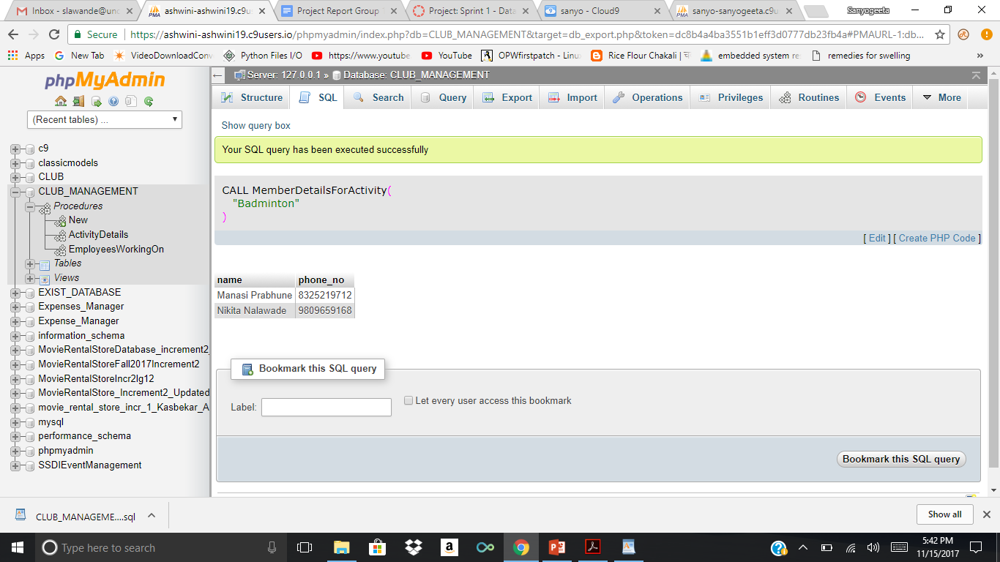 Inbox - slawande@unc
ashwini-ashwini19.c9us
Project Report Group
Project: Sprint 1 - Data
sanyo - Cloud9
sanyo-sanyogeeta.c9u
Sanyogeeta
Secure
https://ashwini-ashwini19.c9users.io/phpmyadmin/index.php?db=CLUB_MANAGEMENT&target=db_export.php&token=dc8b4a4ba3551b1eff3d0777db23fb4a#PMAURL-1:db...
Apps
New Tab
VideoDownloadConv
Python Files I/O
https://www.youtube
YouTube
OPWfirstpatch - Linu
Rice Flour Chakali | च
embedded system re
remedies for swelling
»
phpMyAdmin
(Recent tables) ...
c9
classicmodels
CLUB
CLUB_MANAGEMENT
Procedures
New
ActivityDetails
EmployeesWorkingOn
Tables
Views
EXIST_DATABASE
Expenses_Manager
Expense_Manager
information_schema
MovieRentalStoreDatabase_increment2_
MovieRentalStoreFall2017Increment2
MovieRentalStoreIncr2Ig12
MovieRentalStore_Increment2_Updated
movie_rental_store_incr_1_Kasbekar_A
mysql
performance_schema
phpmyadmin
SSDIEventManagement
Server: 127.0.0.1 » Database: CLUB_MANAGEMENT
Structure SQL Search Query Export Import Operations Privileges Routines Events More
Show query box
Your SQL query has been executed successfully
CALL MemberDetailsForActivity(
"Badminton"
)
[ Edit ] [ Create PHP Code ]
name phone_no
Manasi Prabhune 8325219712
Nikita Nalawade 9809659168
Bookmark this SQL query
Label:
Let every user access this bookmark
Bookmark this SQL query
CLUB_MANAGEME....sql
Show all
Type here to search
5:42 PM
11/15/2017